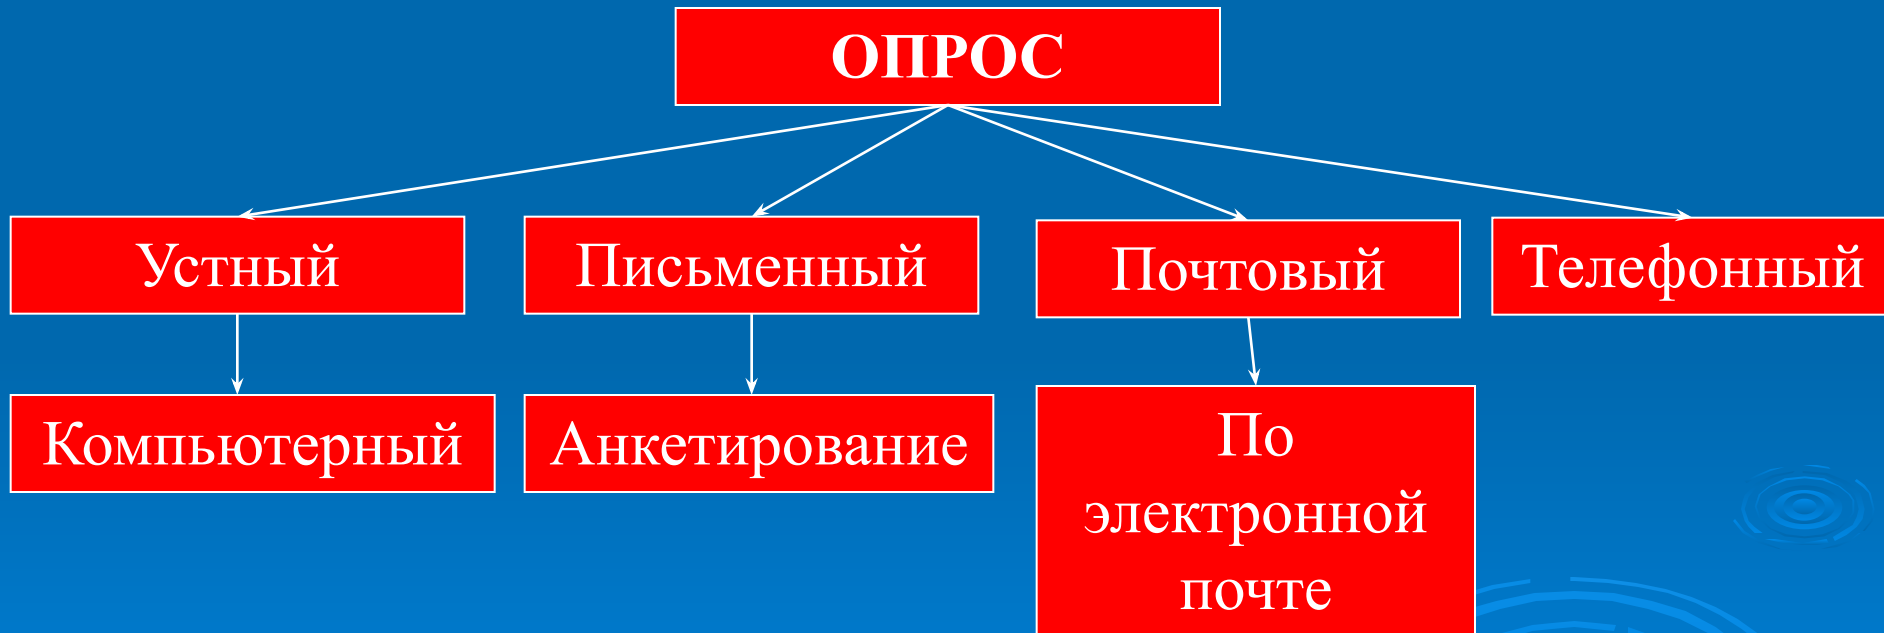 ОПРОС
Устный
Письменный
Почтовый
Телефонный
Компьютерный
Анкетирование
По
электронной
почте